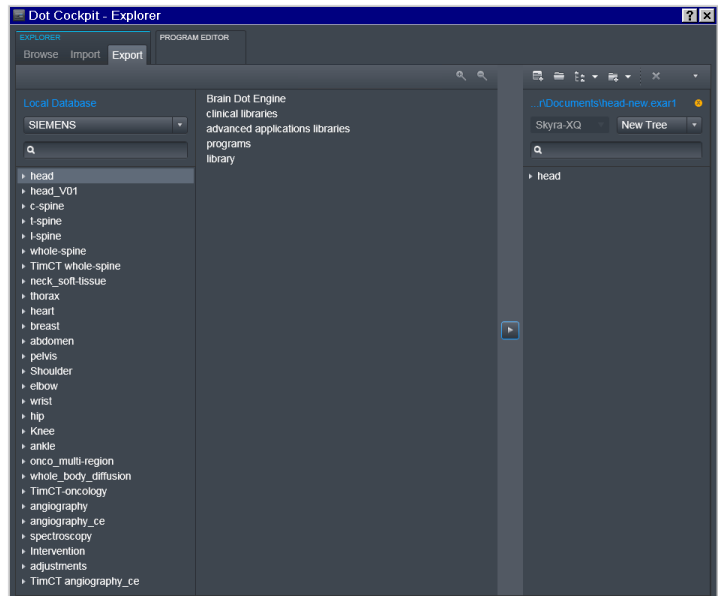 Dot Cockpit - Explorer
EXPLORER
PROGRAM EDITOR
Browse Import Export
Local Database
SIEMENS
head
head_V01
c-spine
t-spine
l-spine
whole-spine
TimCT whole-spine
neck_soft-tissue
thorax
heart
breast
abdomen
pelvis
Shoulder
elbow
wrist
hip
Knee
ankle
onco_multi-region
whole_body_diffusion
TimCT-oncology
angiography
angiography_ce
spectroscopy
Intervention
adjustments
TimCT angiography_ce
Brain Dot Engine
clinical libraries
advanced applications libraries
programs
library
...r\Documents\head-new.exar1
Skyra-XQ
New Tree
head